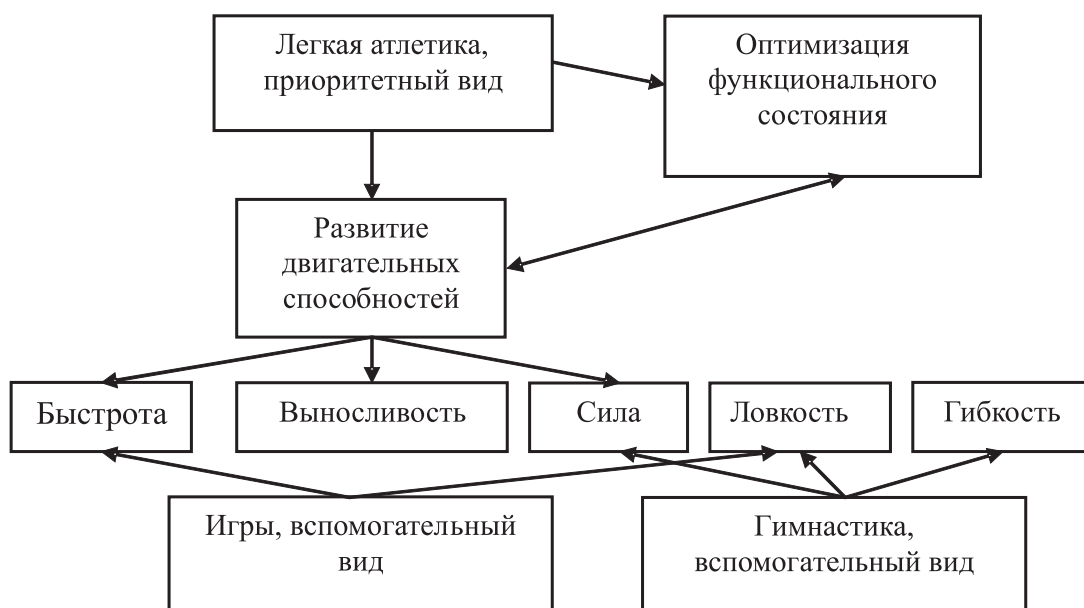 Легкая атлетика,
приоритетный вид
Оптимизация
функционального
состояния
Развитие
двигательных
способностей
Быстрота
Выносливость
Сила
Ловкость
Гибкость
Игры, вспомогательный
вид
Гимнастика,
вспомогательный вид